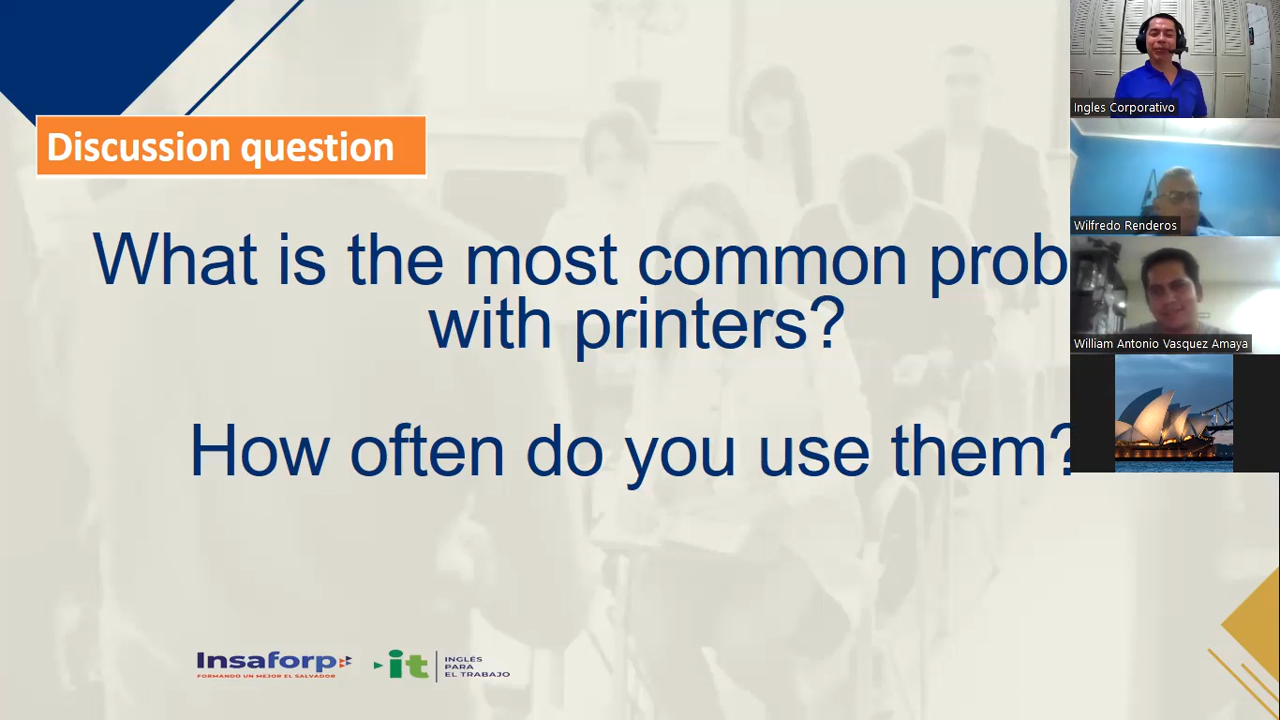 Discussion question
What is the most common prob
with printers?
How often do you use them?
Insaforp
FORMANDO UN MEJOR EL SALVADOR
it
INGLÉS
PARA
EL TRABAJO
Ingles Corporativo
Wilfredo Renderos
William Antonio Vasquez Amaya